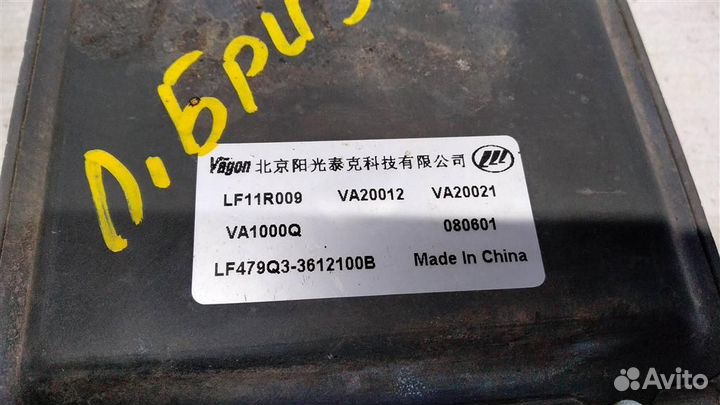 Л. Бриз
Vagon 北京阳光泰克科技有限公司
LF11R009 VA20012 VA20021
VA1000Q 080601
LF479Q3-3612100B Made In China
Avito